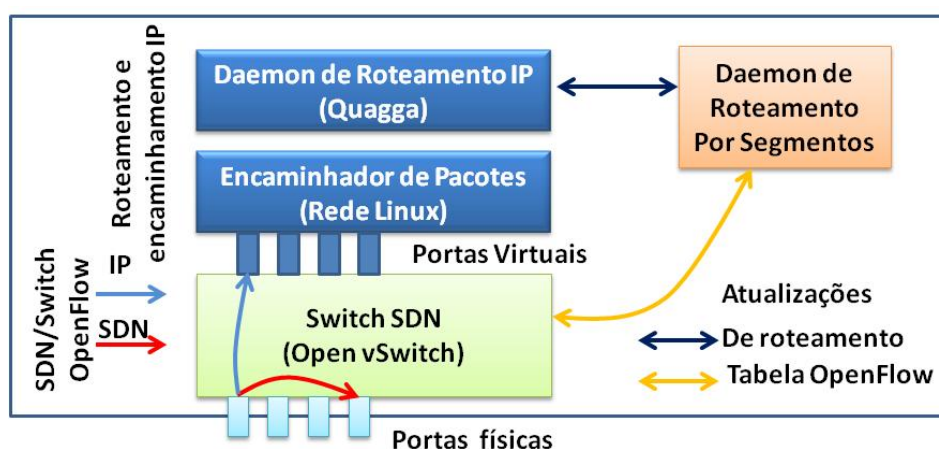 Roteamento e
encaminhamento IP
Daemon de Roteamento IP
(Quagga)
Daemon de
Roteamento
Por Segmentos
Encaminhador de Pacotes
(Rede Linux)
Portas Virtuais
SDN/Switch
OpenFlow
IP
SDN
Switch SDN
(Open vSwitch)
Atualizações
De roteamento
Tabela OpenFlow
Portas físicas